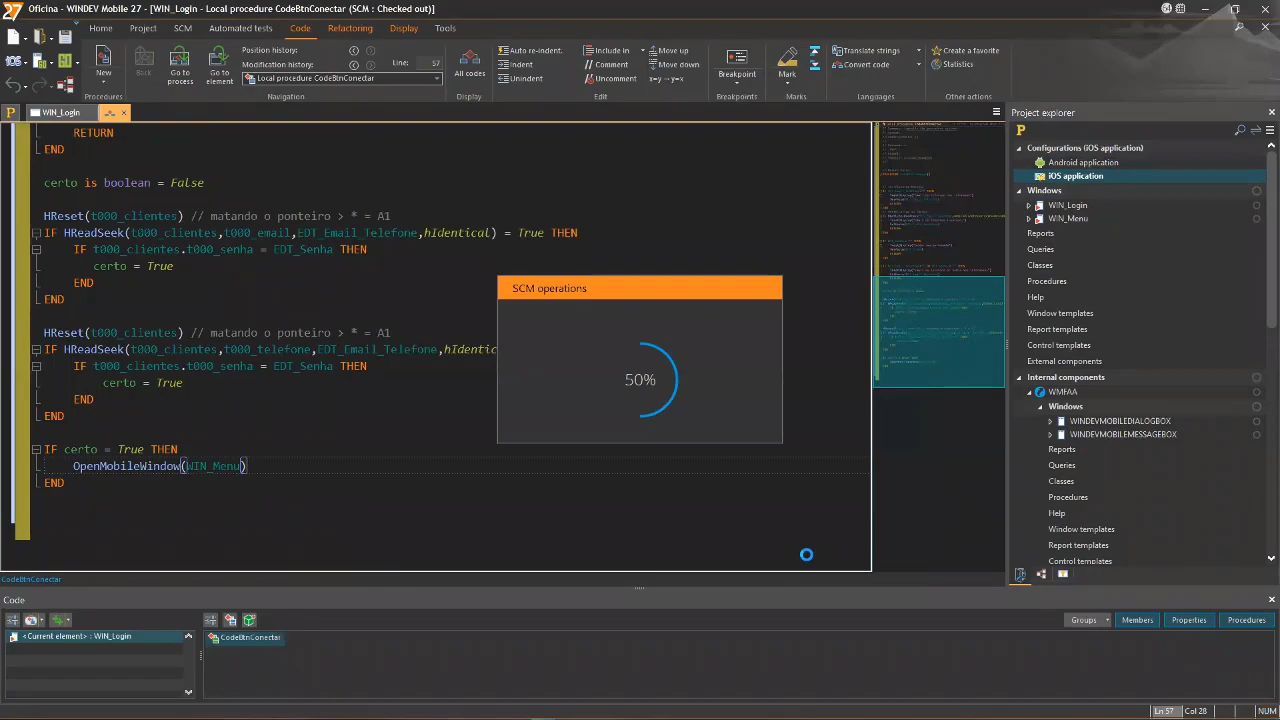 27 Oficina - WINDEV Mobile 27 - [WIN_Login - Local procedure CodeBtnConectar (SCM : Checked out)]
Home Project SCM Automated tests Code Refactoring Display Tools
New
Procedures
Back
Go to process
Go to element
Position history:
Modification history:
Line: 57
Local procedure CodeBtnConectar
Navigation
All codes
Display
Auto re-indent.
Indent
Unindent
Include in
Comment
Uncomment
Move up
Move down
x=y→y=x
Edit
Breakpoint
Breakpoints
Mark
Marks
Translate strings
Convert code
Languages
Create a favorite
Statistics
Other actions
WIN_Login
RETURN
END
certo is boolean = False
HReset(t000_clientes) // matando o ponteiro > * = A1
IF HReadSeek(t000_clientes,t000_email,EDT_Email_Telefone,hIdentical) = True THEN
IF t000_clientes.t000_senha = EDT_Senha THEN
certo = True
END
END
HReset(t000_clientes) // matando o ponteiro > * = A1
IF HReadSeek(t000_clientes,t000_telefone,EDT_Email_Telefone,hIdentic
IF t000_clientes.t000_senha = EDT_Senha THEN
certo = True
END
END
IF certo = True THEN
OpenMobileWindow(WIN_Menu)
END
SCM operations
50%
CodeBtnConectar
Project explorer
Configurations (iOS application)
Android application
iOS application
Windows
WIN_Login
WIN_Menu
Reports
Queries
Classes
Procedures
Help
Window templates
Report templates
Control templates
External components
Internal components
WMFAA
Windows
WINDEVMOBILEDIALOGBOX
WINDEVMOBILEMESSAGEBOX
Reports
Queries
Classes
Procedures
Help
Window templates
Report templates
Control templates
Code
<Current element> : WIN_Login
CodeBtnConectar
Groups Members Properties Procedures
Ln 57 Col 28 NUM